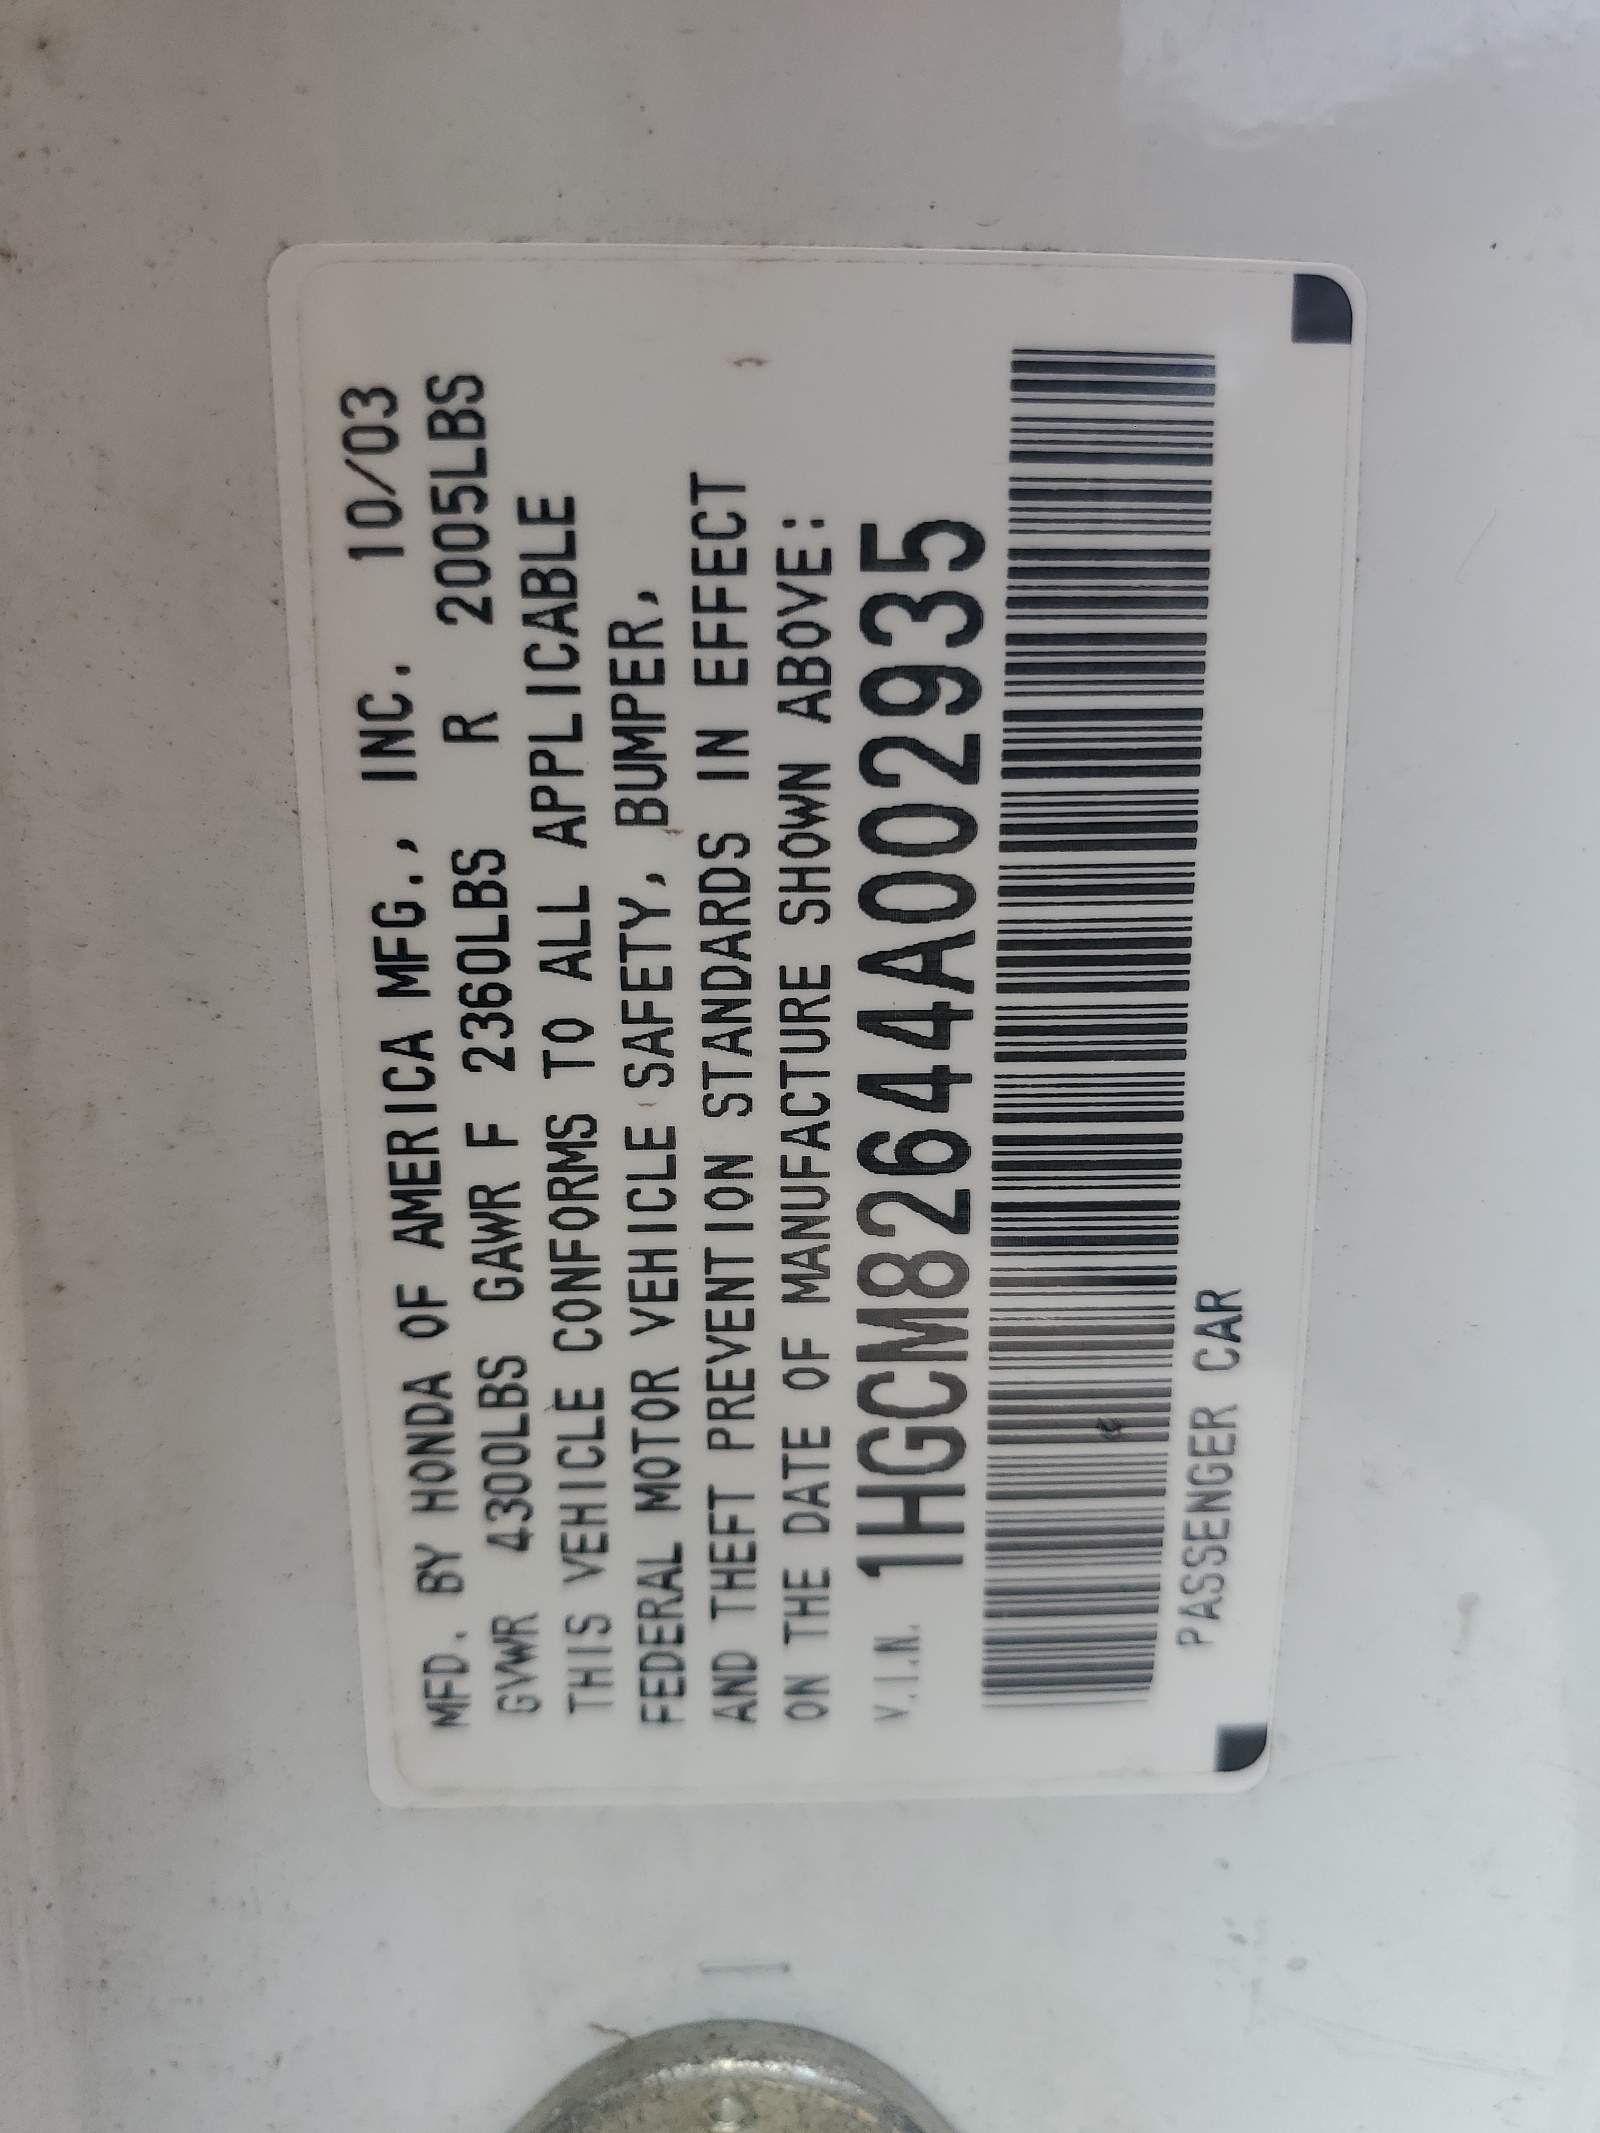 MFD. BY HONDA OF AMERICA MFG., INC. 10/03
GVWR 4300LBS GAWR F 2360LBS R 2005LBS
THIS VEHICLE CONFORMS TO ALL APPLICABLE
FEDERAL MOTOR VEHICLE SAFETY, BUMPER,
AND THEFT PREVENTION STANDARDS IN EFFECT
ON THE DATE OF MANUFACTURE SHOWN ABOVE:
V.I.N. 1HGCM82644A002935
PASSENGER CAR